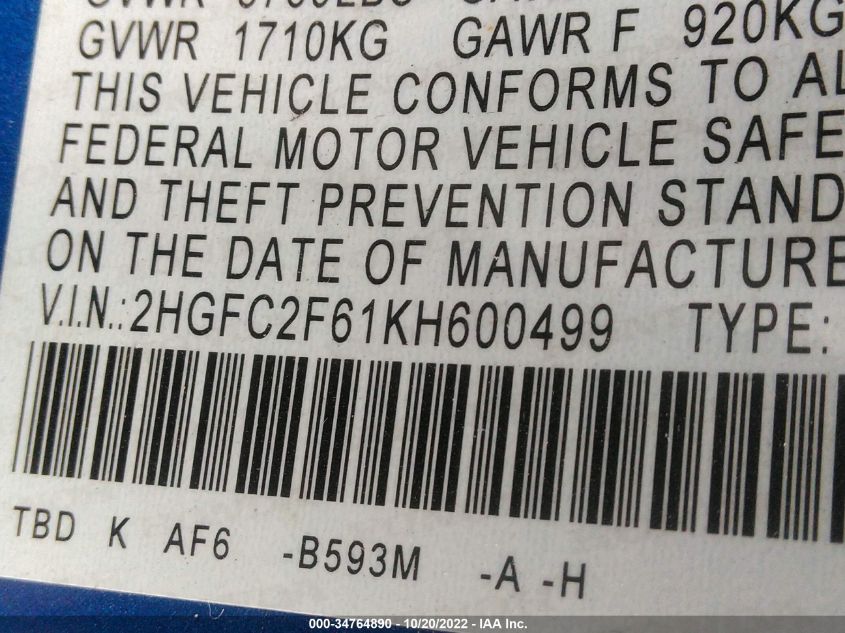 GVWR 1710KG GAWR F 920KG
THIS VEHICLE CONFORMS TO AL
FEDERAL MOTOR VEHICLE SAFE
AND THEFT PREVENTION STAND
ON THE DATE OF MANUFACTURE
V.I.N.:2HGFC2F61KH600499 TYPE:
TBD K AF6 -B593M -A -H
000-34764890 - 10/20/2022 - IAA Inc.